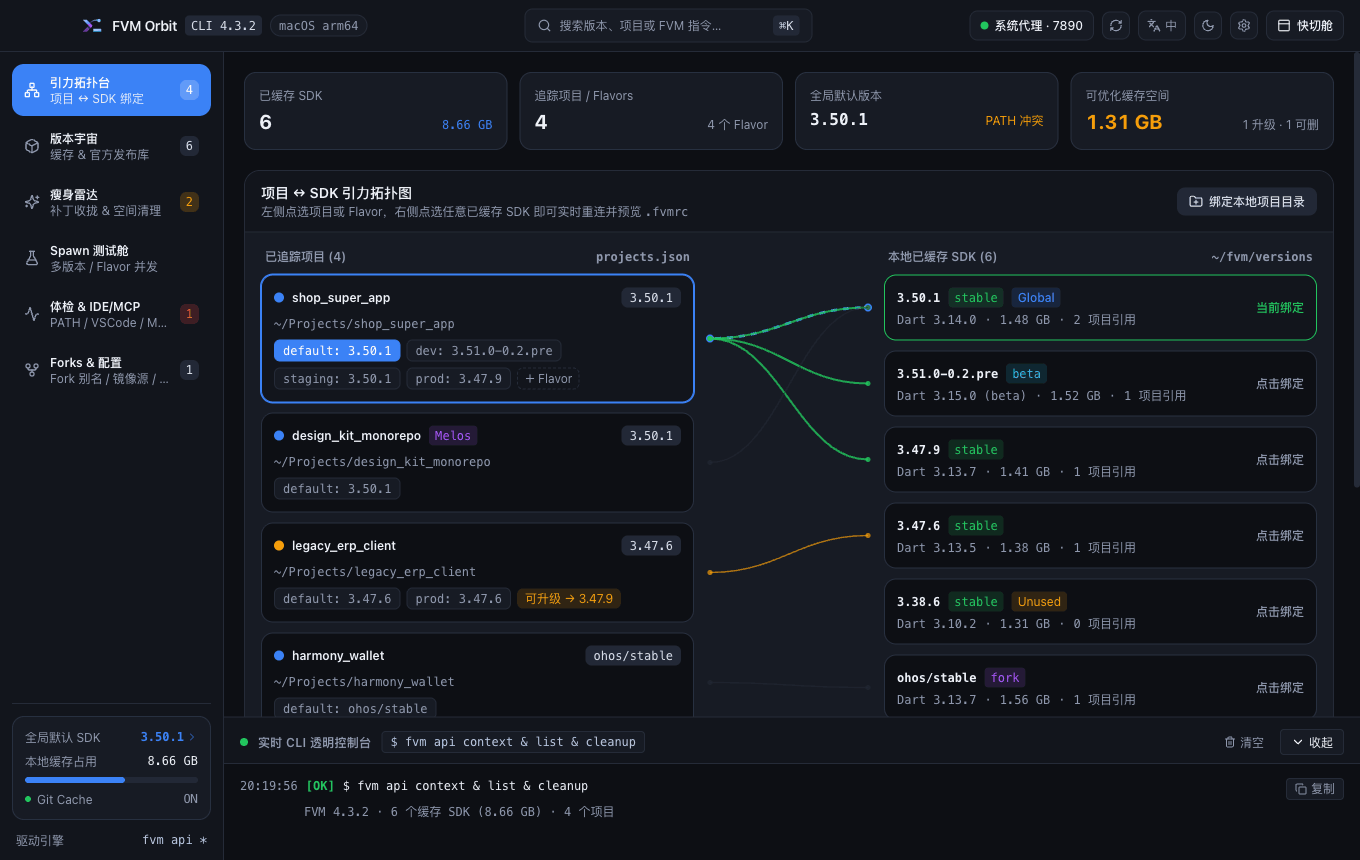 FVM Orbit CLI 4.3.2 macOS arm64
搜索版本、项目或 FVM 指令... ⌘K
系统代理 · 7890
中
快切舱
引力拓扑台
项目 ↔ SDK 绑定
4
版本宇宙
缓存 & 官方发布库
6
瘦身雷达
补丁收拢 & 空间清理
2
Spawn 测试舱
多版本 / Flavor 并发
体检 & IDE/MCP
PATH / VSCode / M...
1
Forks & 配置
Fork 别名 / 镜像源 / ...
1
全局默认 SDK 3.50.1
本地缓存占用 8.66 GB
Git Cache ON
驱动引擎 fvm api *
已缓存 SDK
6 8.66 GB
追踪项目 / Flavors
4 4 个 Flavor
全局默认版本
3.50.1 PATH 冲突
可优化缓存空间
1.31 GB 1 升级 · 1 可删
项目 ↔ SDK 引力拓扑图
左侧点选项目或 Flavor，右侧点选任意已缓存 SDK 即可实时重连并预览 .fvmrc
绑定本地项目目录
已追踪项目 (4) projects.json
shop_super_app 3.50.1
~/Projects/shop_super_app
default: 3.50.1 dev: 3.51.0-0.2.pre
staging: 3.50.1 prod: 3.47.9 + Flavor
design_kit_monorepo Melos 3.50.1
~/Projects/design_kit_monorepo
default: 3.50.1
legacy_erp_client 3.47.6
~/Projects/legacy_erp_client
default: 3.47.6 prod: 3.47.6 可升级 → 3.47.9
harmony_wallet ohos/stable
~/Projects/harmony_wallet
default: ohos/stable
本地已缓存 SDK (6) ~/fvm/versions
3.50.1 stable Global
Dart 3.14.0 · 1.48 GB · 2 项目引用
当前绑定
3.51.0-0.2.pre beta
Dart 3.15.0 (beta) · 1.52 GB · 1 项目引用
点击绑定
3.47.9 stable
Dart 3.13.7 · 1.41 GB · 1 项目引用
点击绑定
3.47.6 stable
Dart 3.13.5 · 1.38 GB · 1 项目引用
点击绑定
3.38.6 stable Unused
Dart 3.10.2 · 1.31 GB · 0 项目引用
点击绑定
ohos/stable fork
Dart 3.13.7 · 1.56 GB · 1 项目引用
点击绑定
实时 CLI 透明控制台 $ fvm api context & list & cleanup
清空 收起
20:19:56 [OK] $ fvm api context & list & cleanup
FVM 4.3.2 · 6 个缓存 SDK (8.66 GB) · 4 个项目
复制